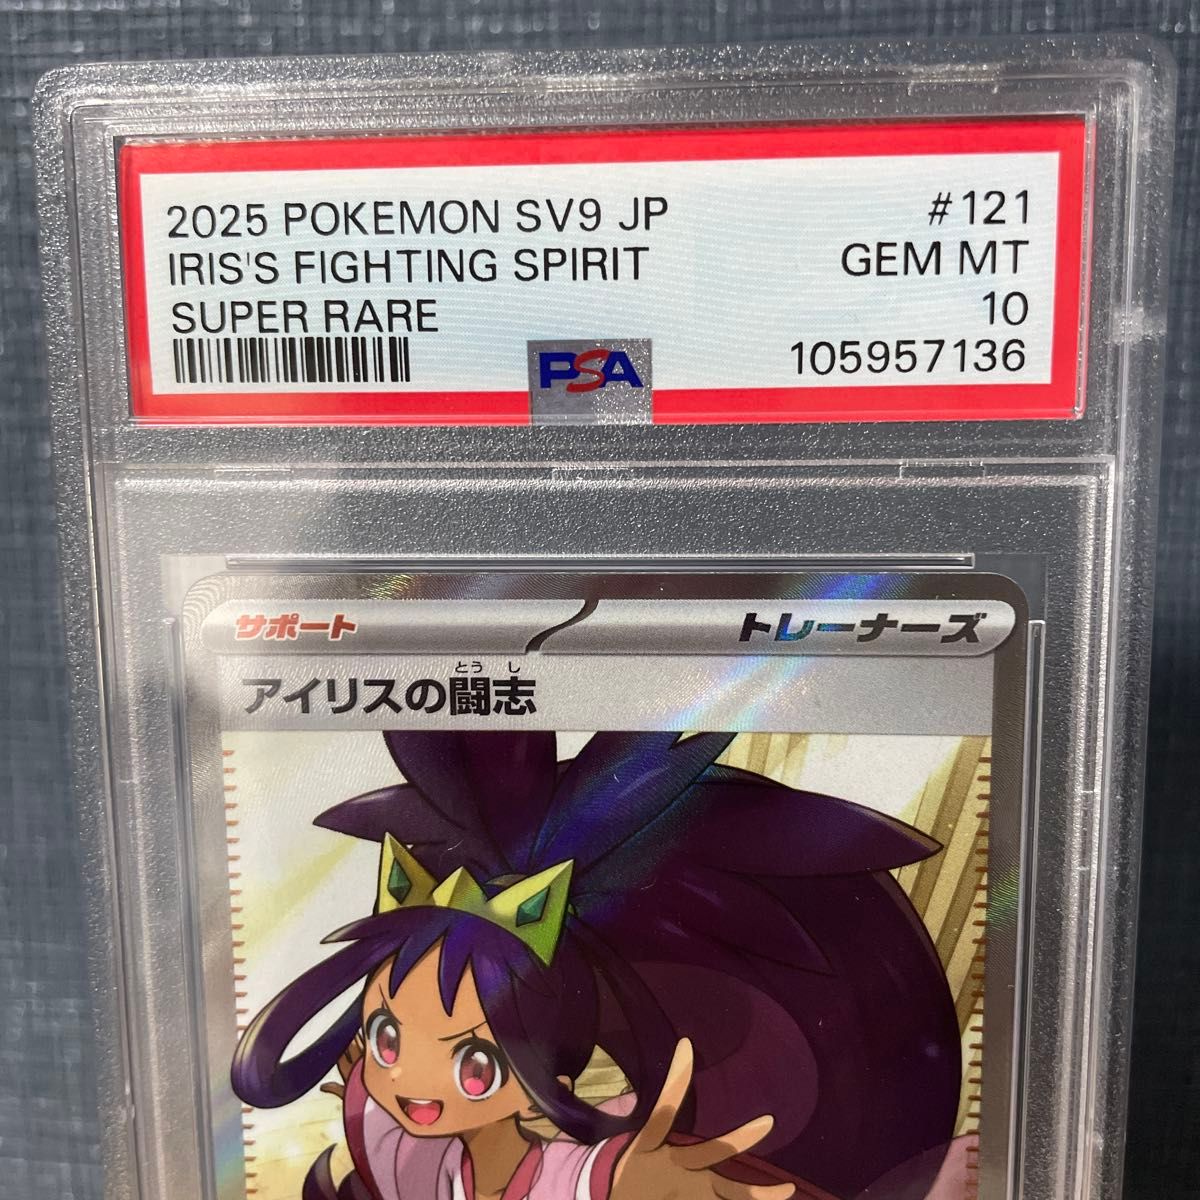 2025 POKEMON SV9 JP #121
IRIS'S FIGHTING SPIRIT GEM MT
SUPER RARE 10
PSA 105957136
サポート トレーナーズ
とうし
アイリスの闘志